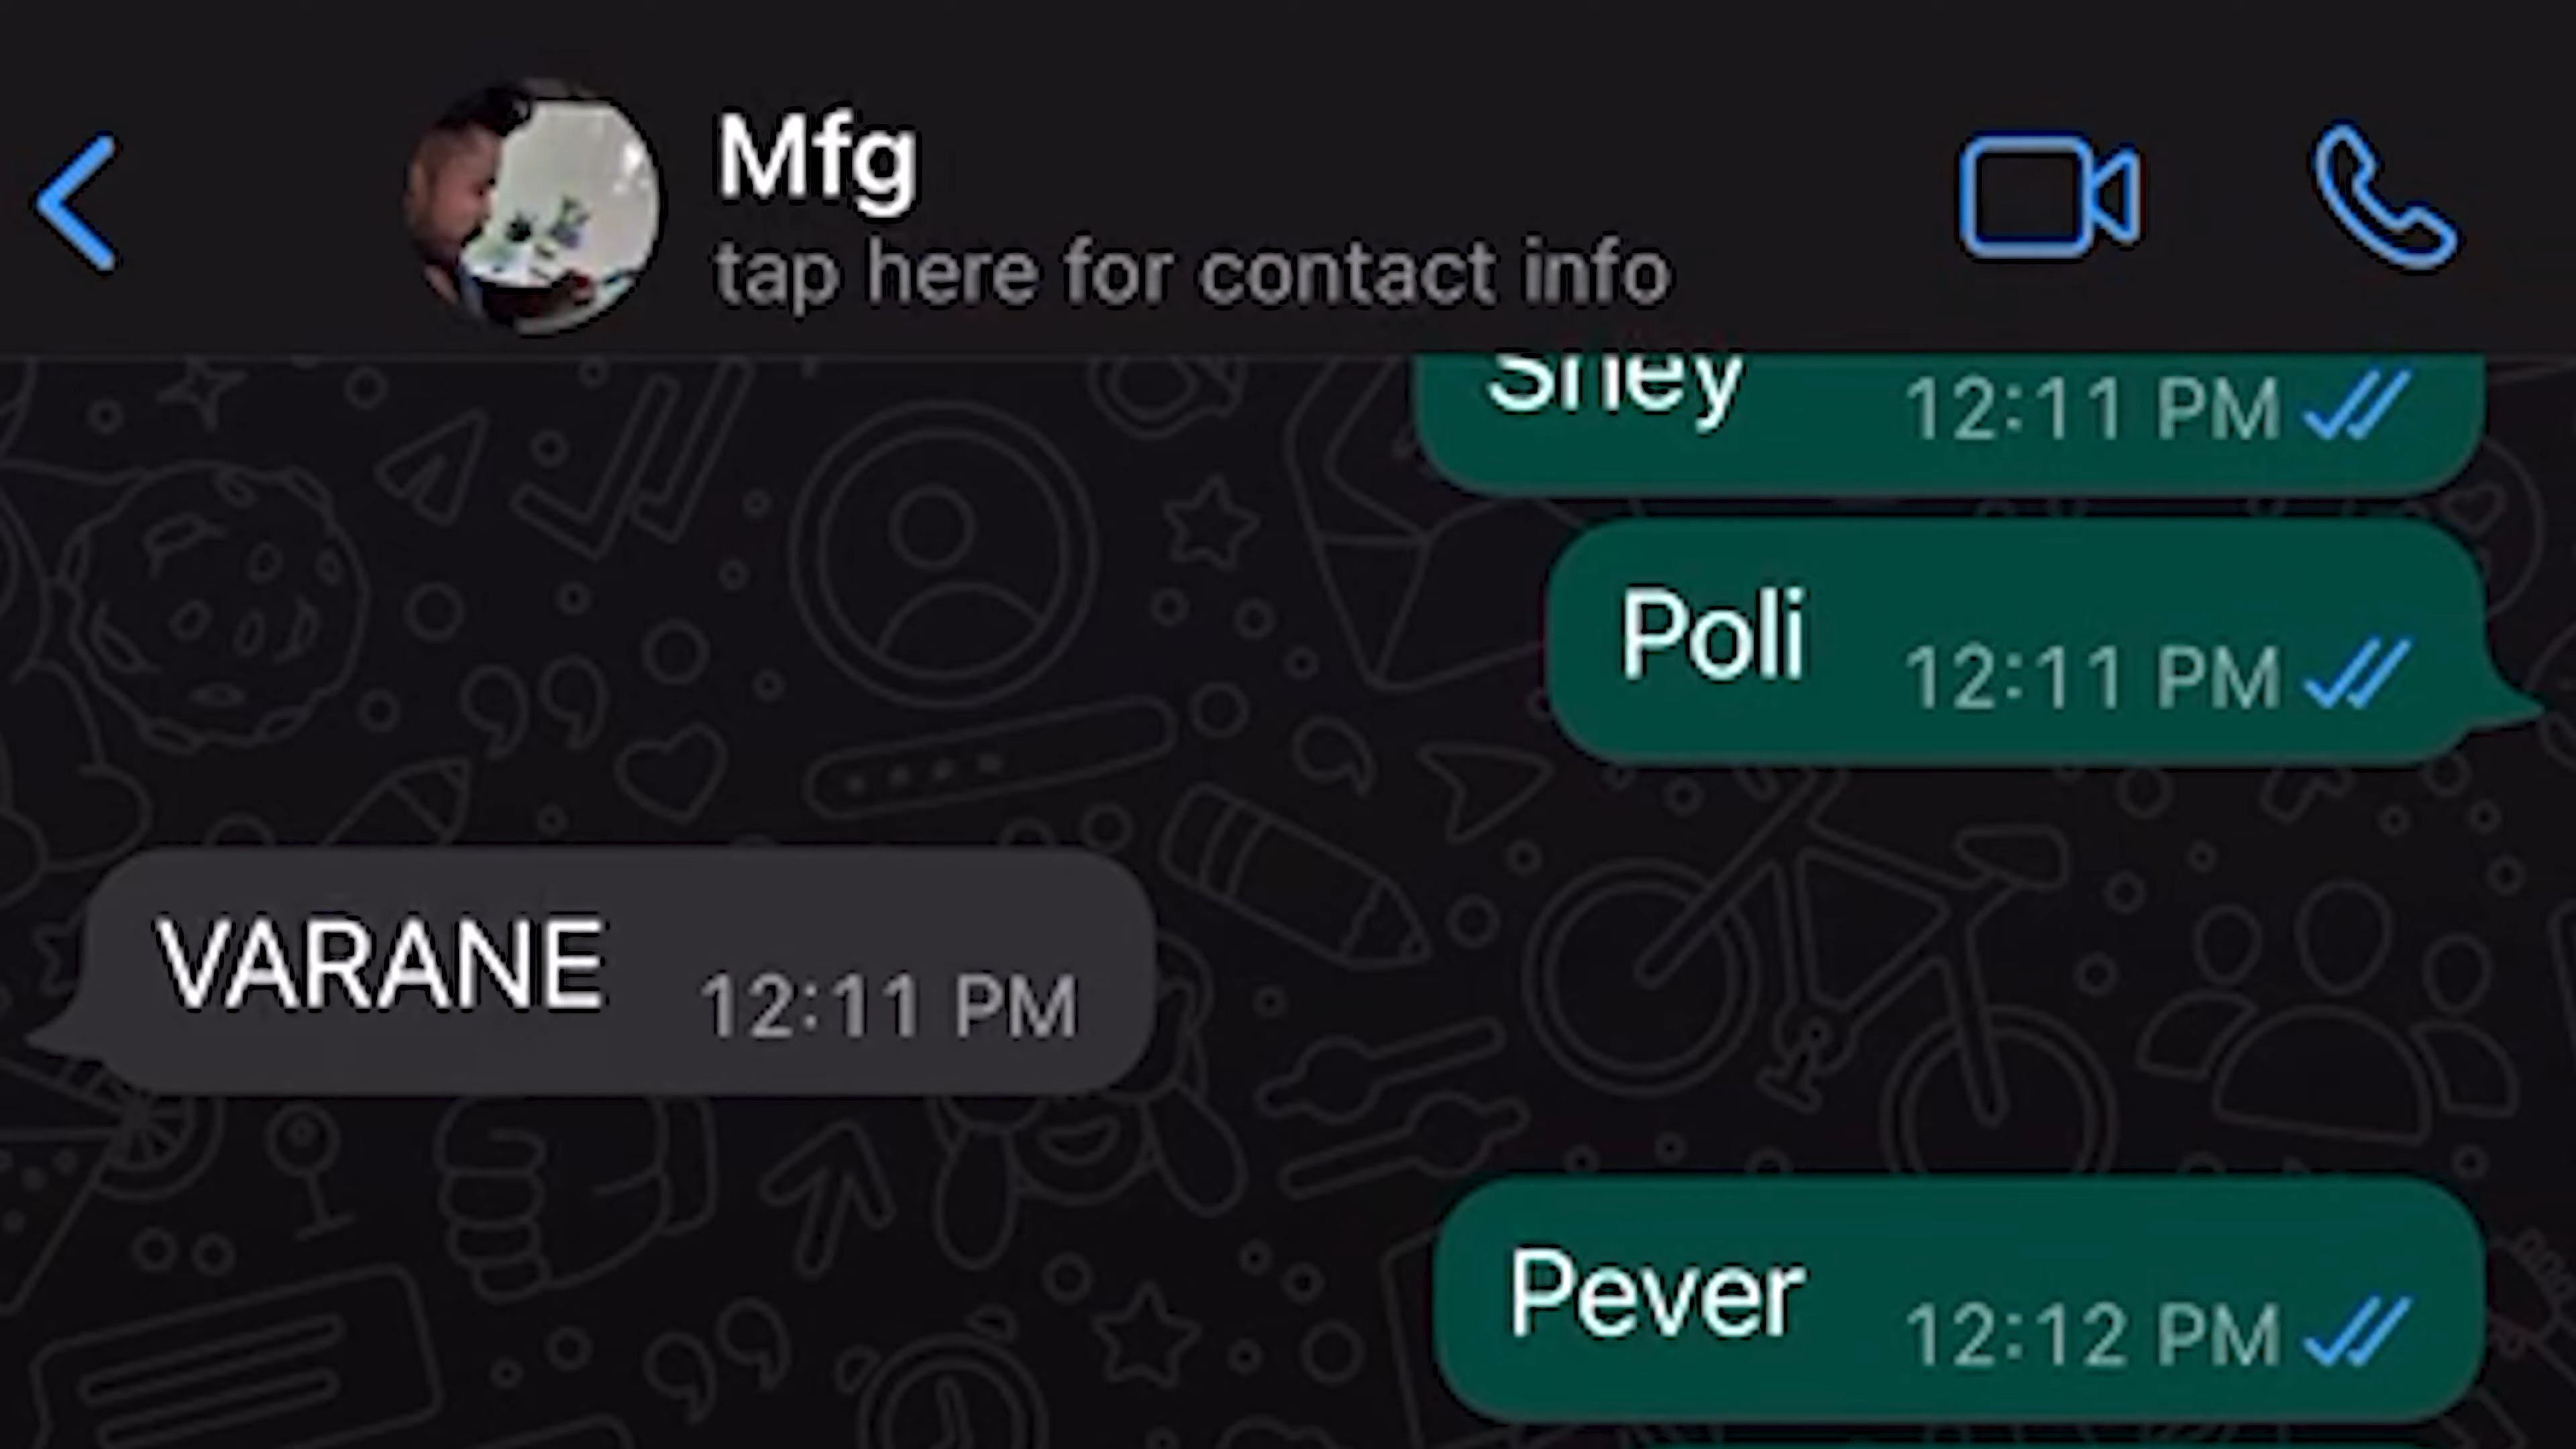 Mfg
tap here for contact info
12:11 PM
Poli 12:11 PM
VARANE 12:11 PM
Pever 12:12 PM